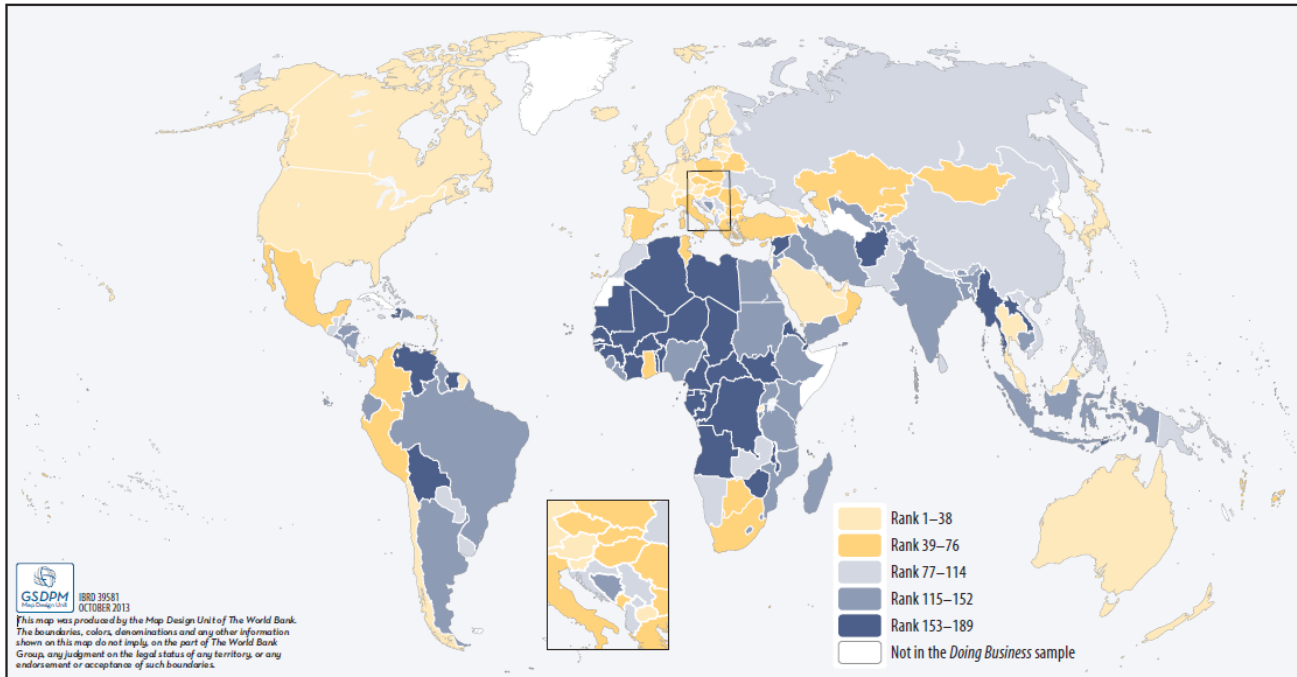 Rank 1–38
Rank 39–76
Rank 77–114
Rank 115–152
Rank 153–189
Not in the Doing Business sample
GSDPM
Map Design Unit
IBRD 39581
OCTOBER 2013
This map was produced by the Map Design Unit of The World Bank.
The boundaries, colors, denominations and any other information
shown on this map do not imply, on the part of The World Bank
Group, any judgment on the legal status of any territory, or any
endorsement or acceptance of such boundaries.